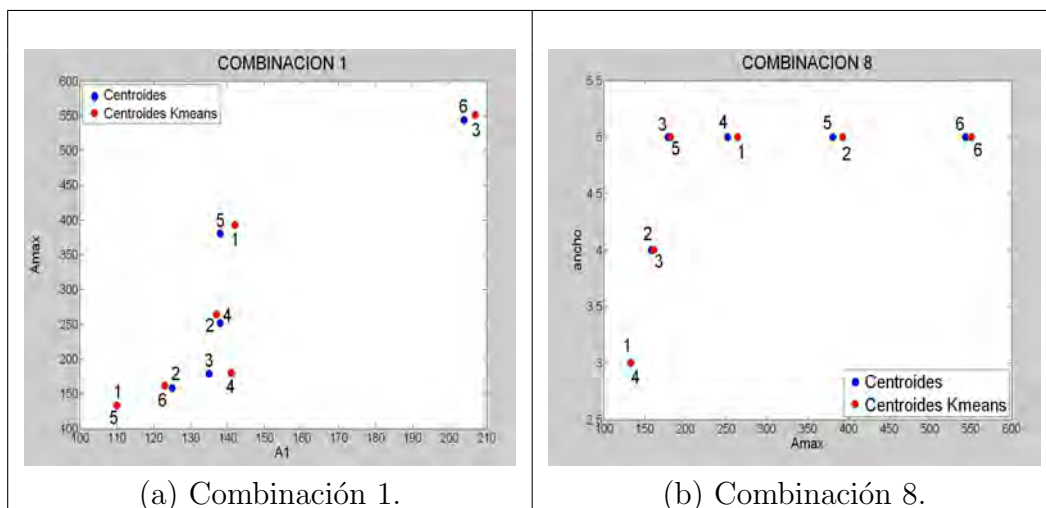 COMBINACION 1
Centroides
Centroides Kmeans
600
550
500
450
400
350
300
250
200
150
100
Amax
6
3
5
1
4
2
3
4
2
6
1
5
100 110 120 130 140 150 160 170 180 190 200 210
A1
(a) Combinación 1.
COMBINACION 8
5.5
5
4.5
4
3.5
3
2.5
ancho
3 4 5 6
5 1 2 6
2
3
1
4
Centroides
Centroides Kmeans
100 150 200 250 300 350 400 450 500 550 600
Amax
(b) Combinación 8.